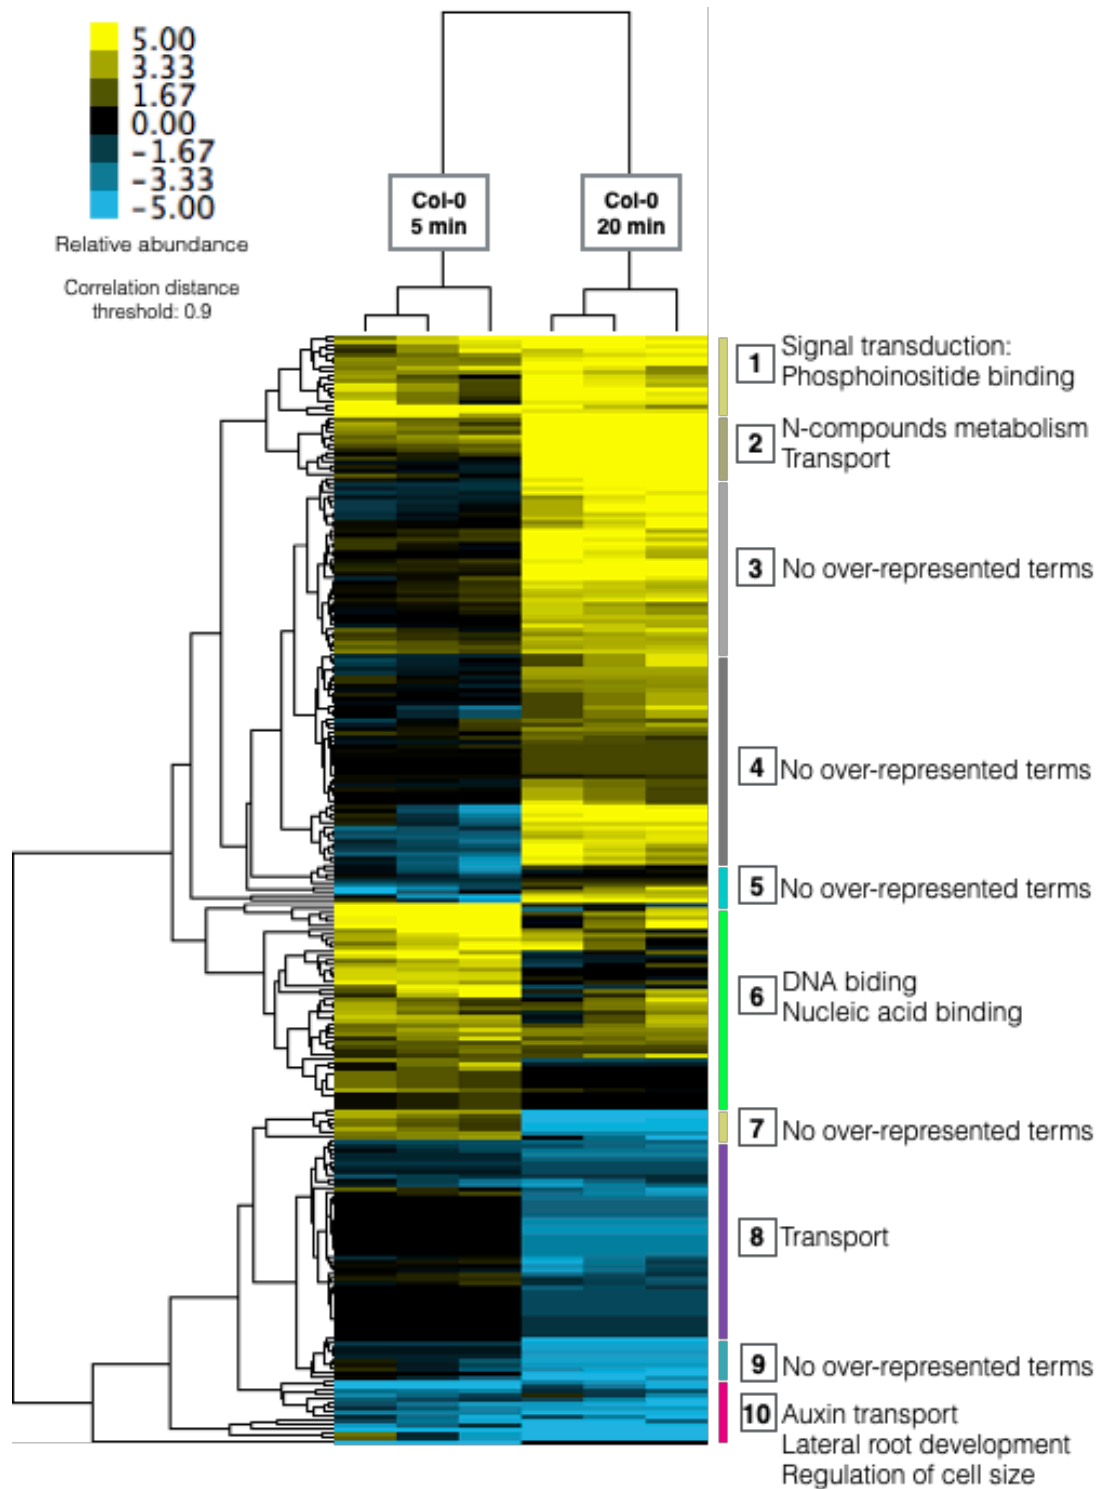 5.00
3.33
1.67
0.00
-1.67
-3.33
-5.00
Relative abundance
Correlation distance
threshold: 0.9
Col-0
5 min
Col-0
20 min
1
Signal transduction:
Phosphoinositide binding
2
N-compounds metabolism
Transport
3
No over-represented terms
4
No over-represented terms
5
No over-represented terms
6
DNA biding
Nucleic acid binding
7
No over-represented terms
8
Transport
9
No over-represented terms
10
Auxin transport
Lateral root development
Regulation of cell size